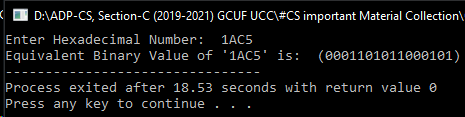 D:\ADP-CS, Section-C (2019-2021) GCUF UCC\#CS important Material Collection\
Enter Hexadecimal Number:  1AC5
Equivalent Binary Value of '1AC5' is:  (0001101011000101)
--------------------------------
Process exited after 18.53 seconds with return value 0
Press any key to continue . . .